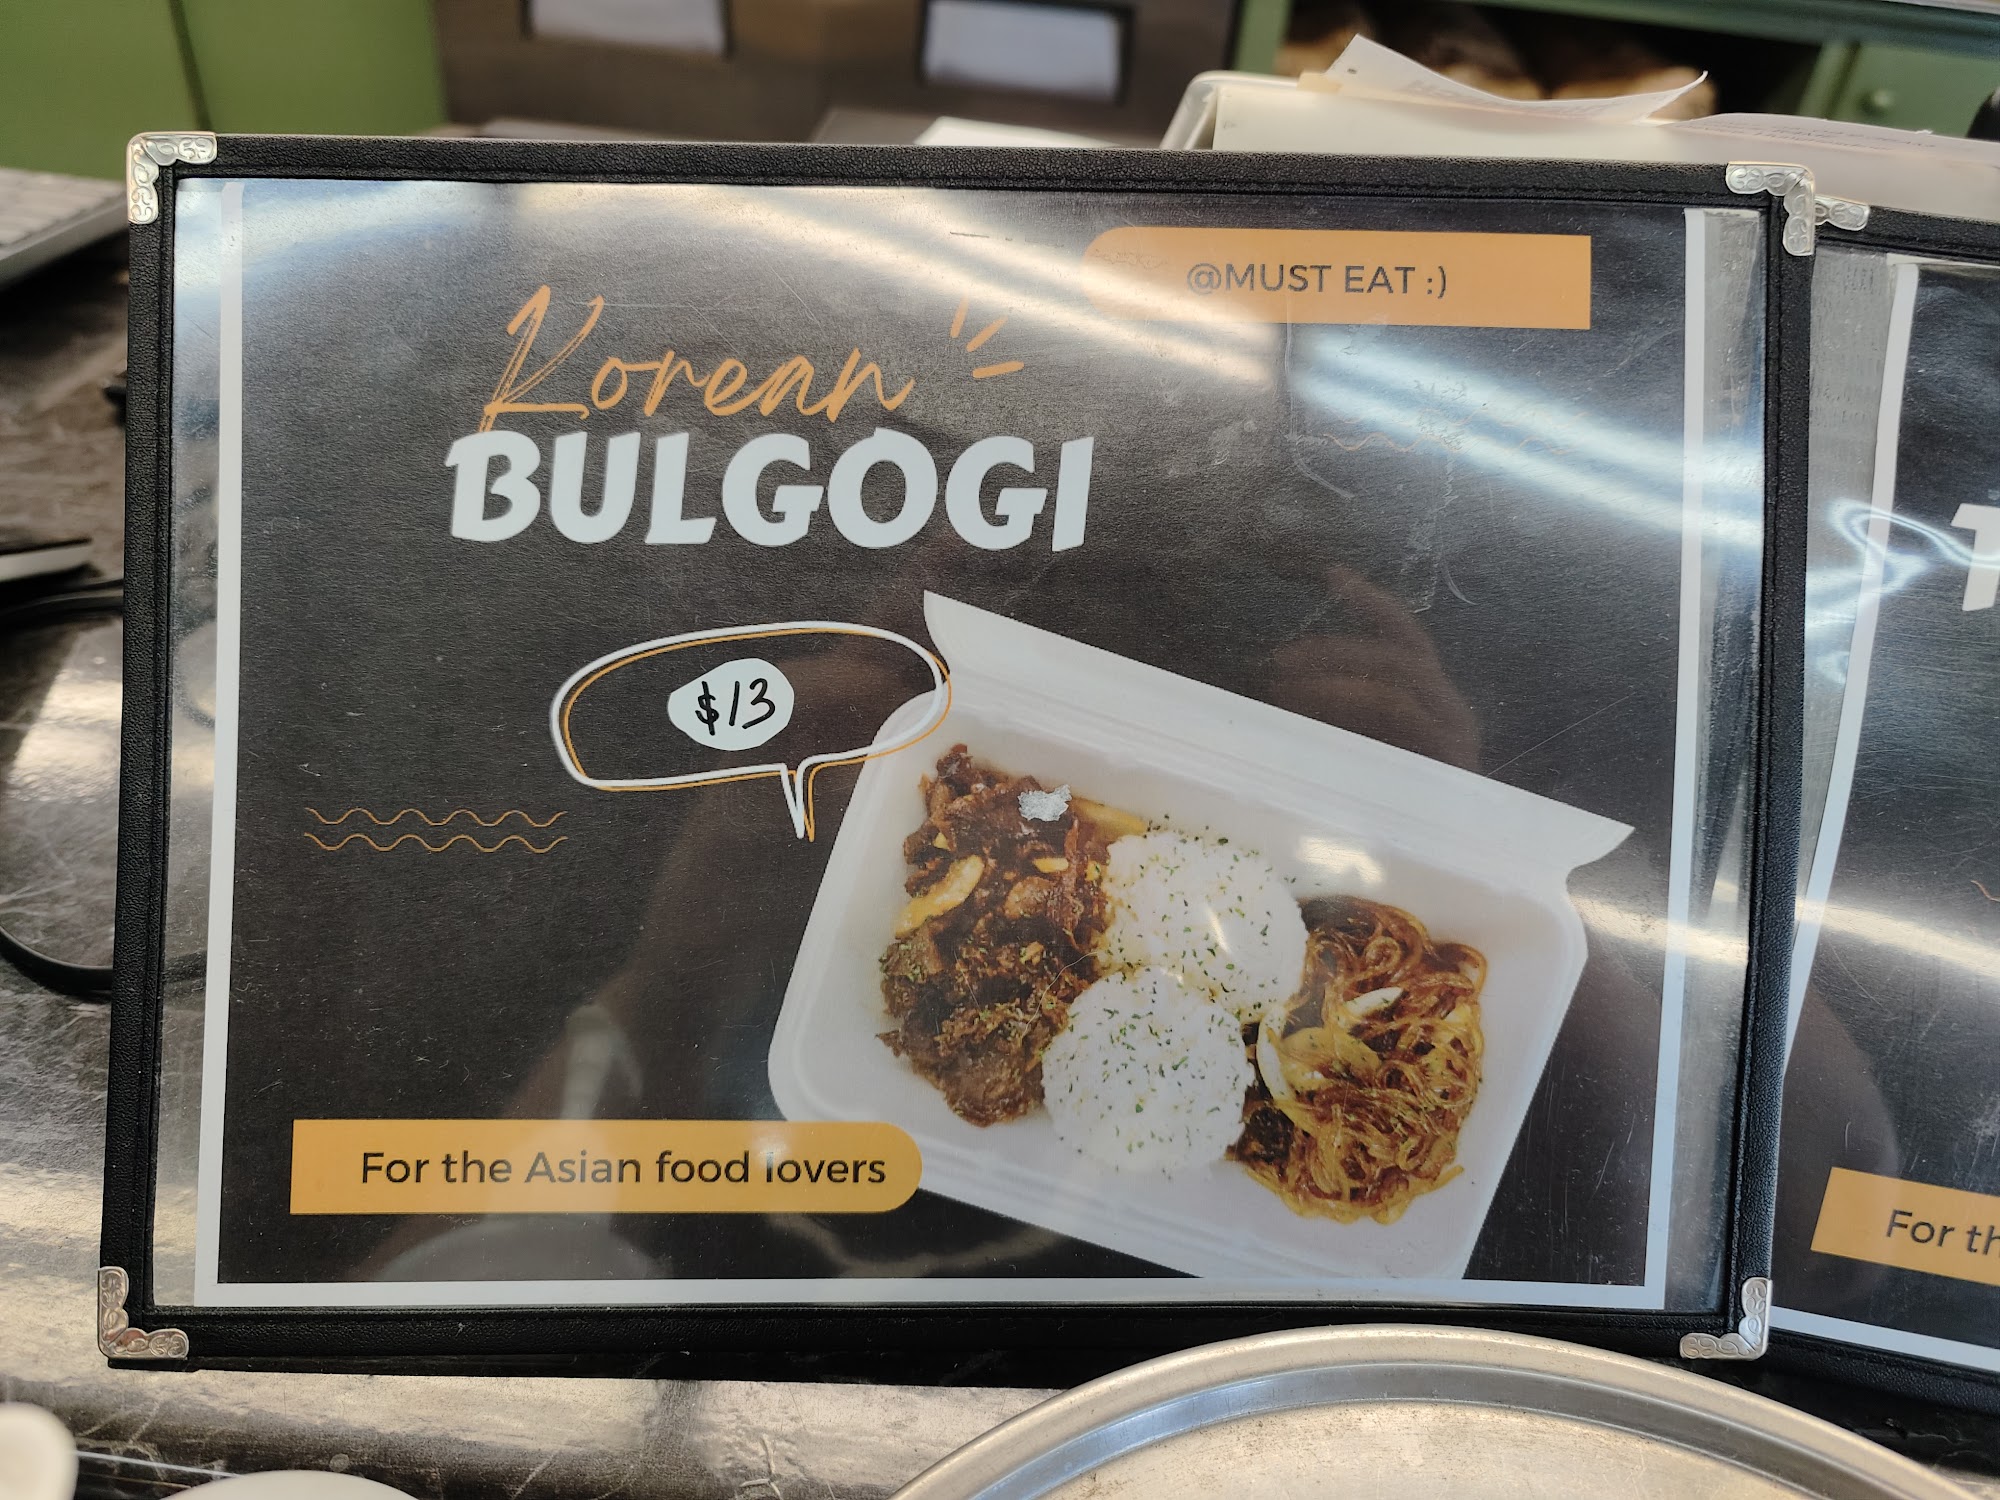 @MUST EAT :)
Korean
BULGOGI
$13
For the Asian food lovers
For th